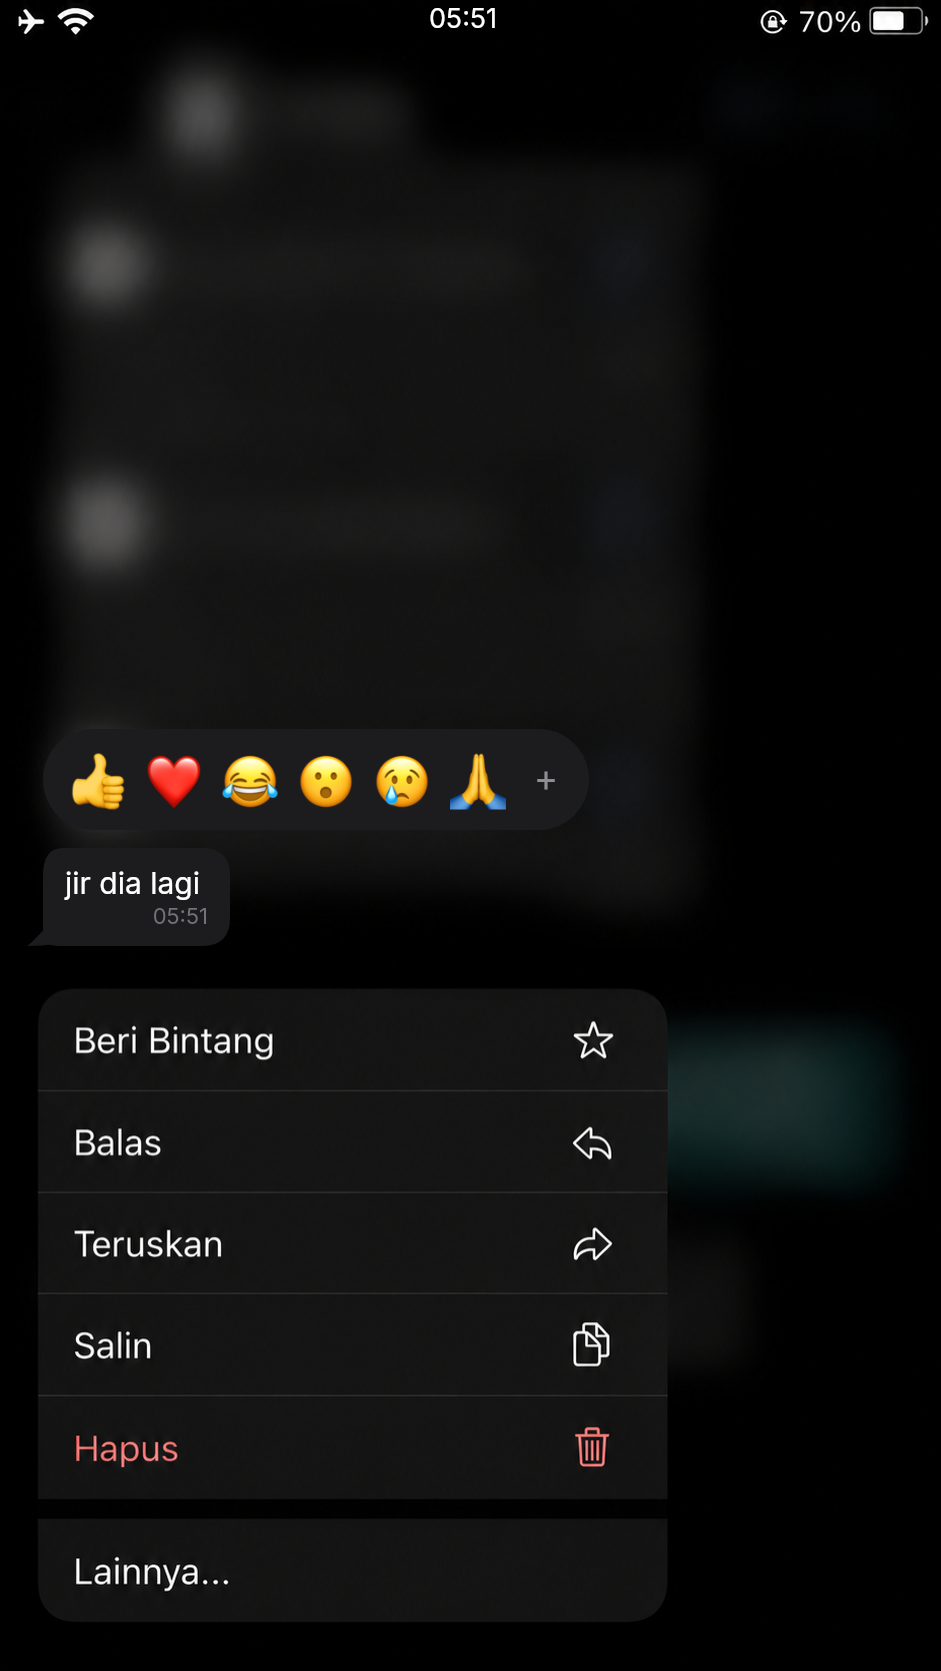 05:51
70%
+
jir dia lagi
05:51
Beri Bintang
Balas
Teruskan
Salin
Hapus
Lainnya...